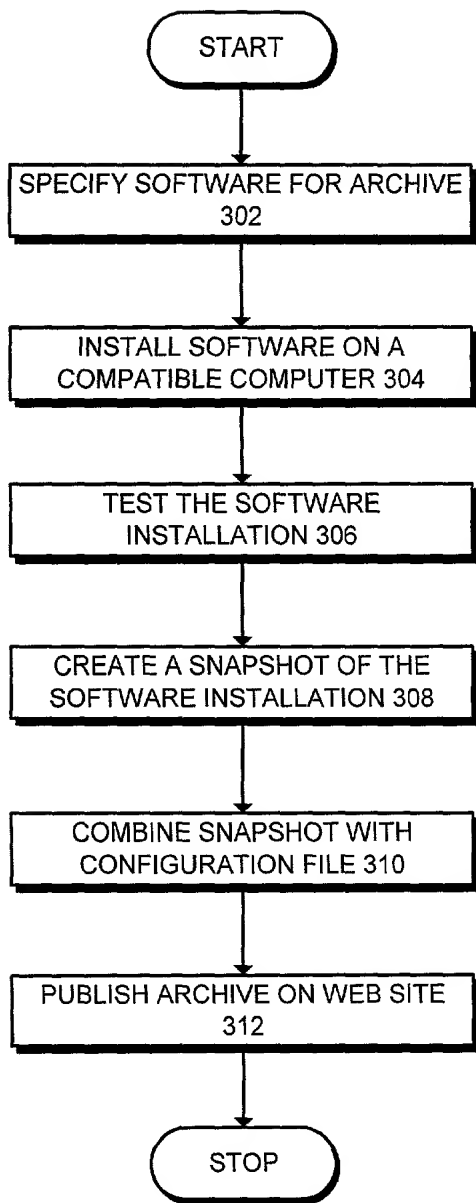 START
SPECIFY SOFTWARE FOR ARCHIVE
302
INSTALL SOFTWARE ON A
COMPATIBLE COMPUTER 304
TEST THE SOFTWARE
INSTALLATION 306
CREATE A SNAPSHOT OF THE
SOFTWARE INSTALLATION 308
COMBINE SNAPSHOT WITH
CONFIGURATION FILE 310
PUBLISH ARCHIVE ON WEB SITE
312
STOP